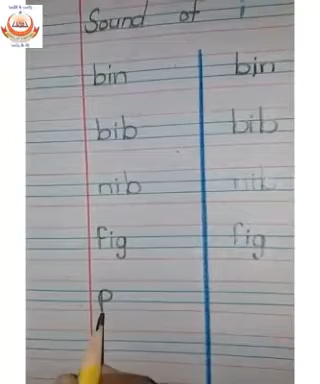 Sound of i
bin bin
bib bib
nib nib
fig fig
p